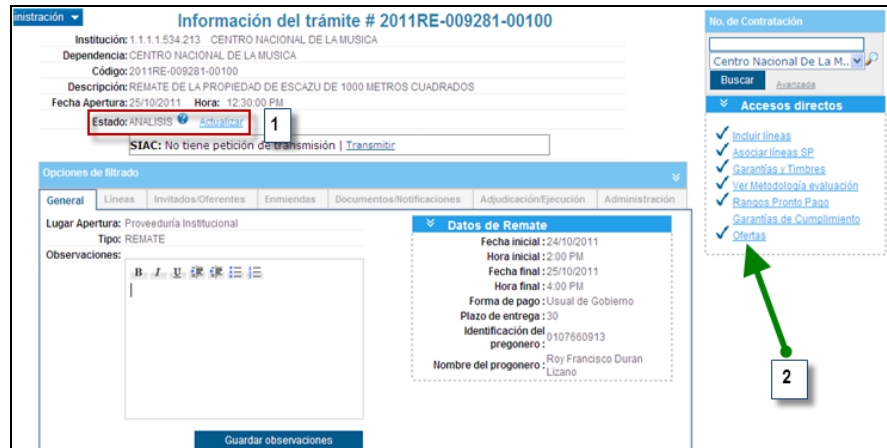 inistración
Información del trámite # 2011RE-009281-00100
Institución: 1.1.1.1.534.213 CENTRO NACIONAL DE LA MUSICA
Dependencia: CENTRO NACIONAL DE LA MUSICA
Código: 2011RE-009281-00100
Descripción: REMATE DE LA PROPIEDAD DE ESCAZU DE 1000 METROS CUADRADOS
Fecha Apertura: 25/10/2011 Hora: 12:30:00 PM
Estado: ANALISIS ? Actualizar
1
SIAC: No tiene petición de transmisión | Transmitir
Opciones de filtrado
General Líneas Invitados/Oferentes Enmiendas Documentos/Notificaciones Adjudicación/Ejecución Administración
Lugar Apertura: Proveeduría Institucional
Tipo: REMATE
Observaciones:
B I U
Guardar observaciones
Datos de Remate
Fecha inicial : 24/10/2011
Hora inicial : 2:00 PM
Fecha final : 25/10/2011
Hora final : 4:00 PM
Forma de pago : Usual de Gobierno
Plazo de entrega : 30
Identificación del pregonero : 0107660913
Nombre del progonero : Roy Francisco Duran
Lizano
No. de Contratación
Centro Nacional De La M..
Buscar Avanzada
Accesos directos
Incluir líneas
Asociar líneas SP
Garantías y Timbres
Ver Metodología evaluación
Rangos Pronto Pago
Garantías de Cumplimiento
Ofertas
2